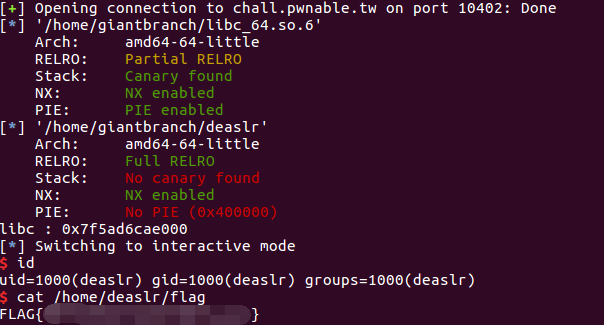 [+] Opening connection to chall.pwnable.tw on port 10402: Done
[*] '/home/giantbranch/libc_64.so.6'
    Arch:     amd64-64-little
    RELRO:    Partial RELRO
    Stack:    Canary found
    NX:       NX enabled
    PIE:      PIE enabled
[*] '/home/giantbranch/deaslr'
    Arch:     amd64-64-little
    RELRO:    Full RELRO
    Stack:    No canary found
    NX:       NX enabled
    PIE:      No PIE (0x400000)
libc : 0x7f5ad6cae000
[*] Switching to interactive mode
$ id
uid=1000(deaslr) gid=1000(deaslr) groups=1000(deaslr)
$ cat /home/deaslr/flag
FLAG{ }